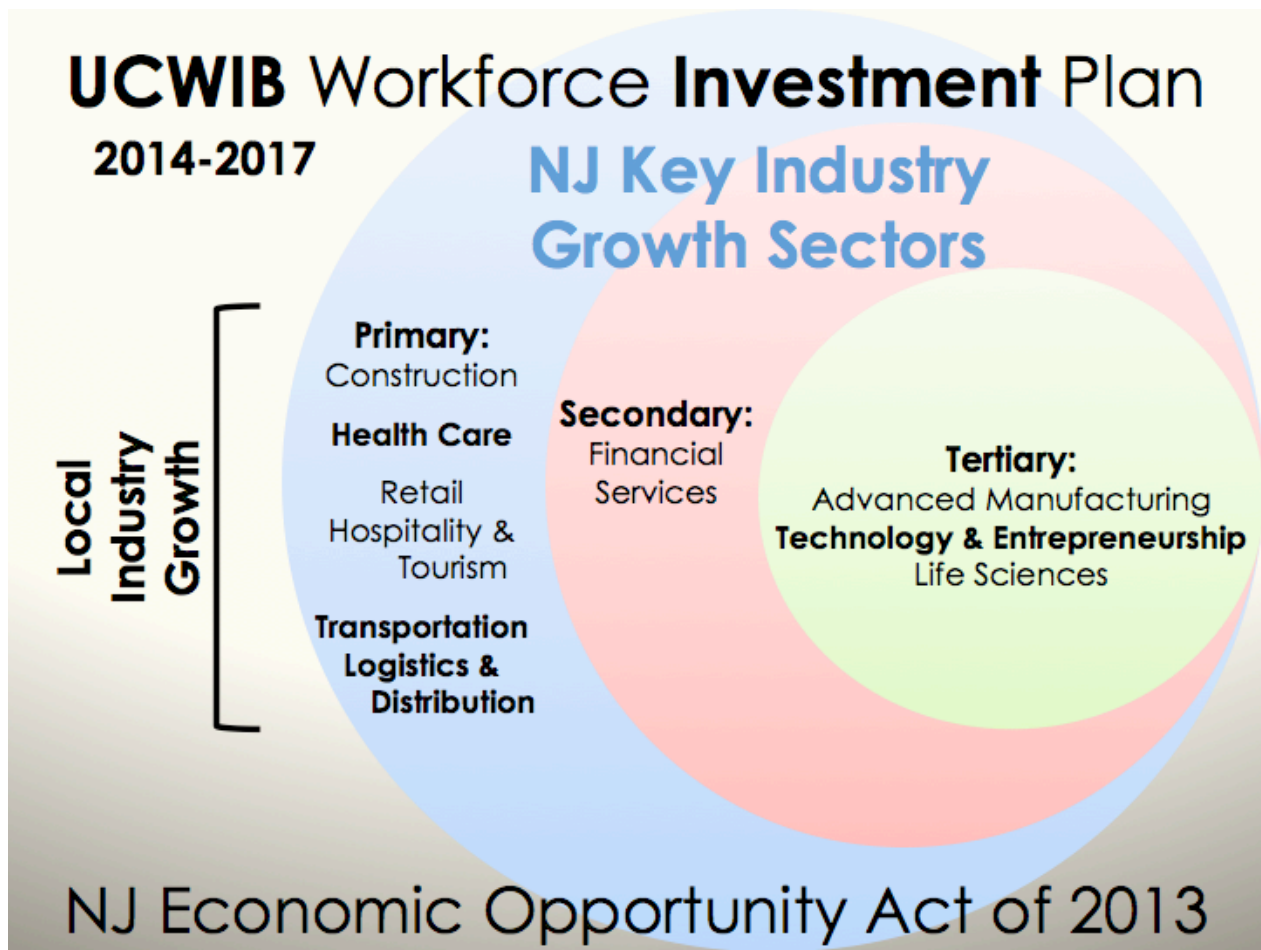 UCWIB Workforce Investment Plan
2014-2017
NJ Key Industry
Growth Sectors
Local
Industry
Growth
Primary:
Construction
Health Care
Retail
Hospitality &
Tourism
Transportation
Logistics &
Distribution
Secondary:
Financial
Services
Tertiary:
Advanced Manufacturing
Technology & Entrepreneurship
Life Sciences
NJ Economic Opportunity Act of 2013